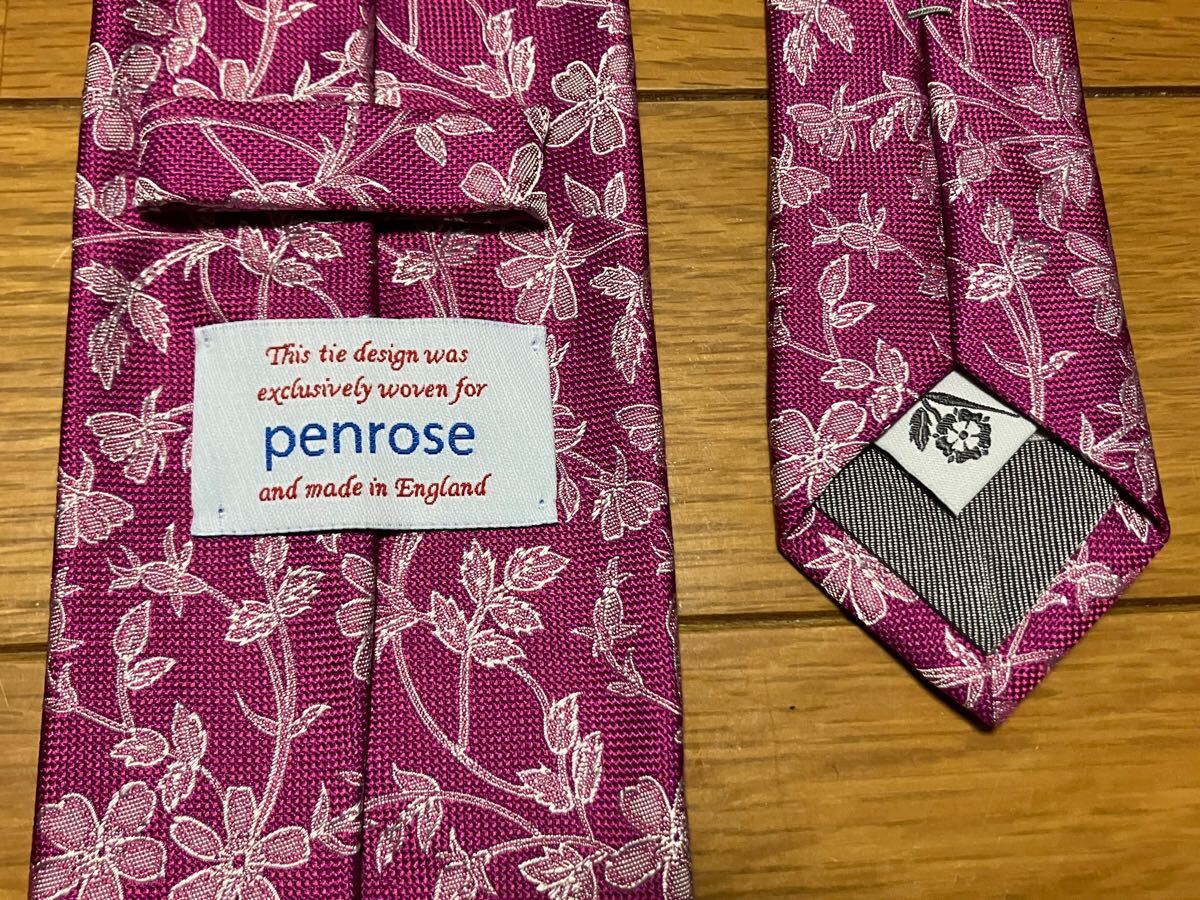 This tie design was
exclusively woven for
penrose
and made in England